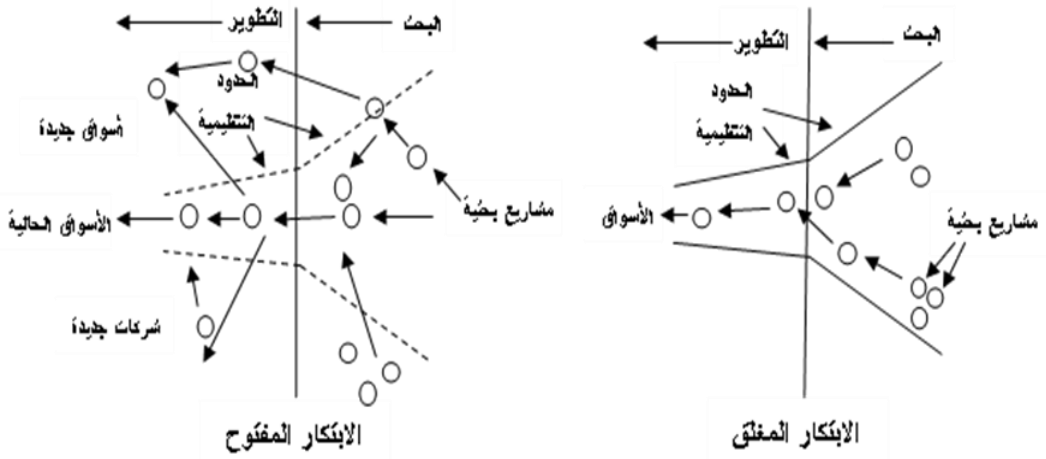 البحث
التطوير
الحدود
التنظيمية
أسواق جديدة
مشاريع بحثية
الأسواق الحالية
شركات جديدة
الابتكار المفتوح
البحث
التطوير
الحدود
التنظيمية
مشاريع بحثية
الأسواق
الابتكار المغلق